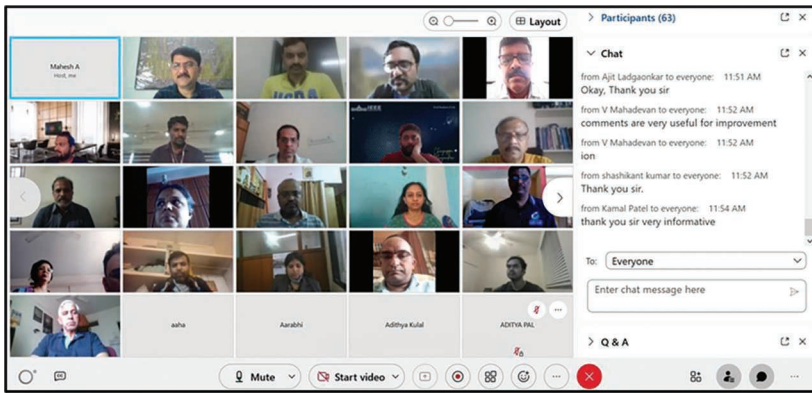 Layout
Participants (63)
Mahesh A
Host, me
Chat
from Ajit Ladgaonkar to everyone: 11:51 AM
Okay, Thank you sir
from V Mahadevan to everyone: 11:52 AM
comments are very useful for improvement
from V Mahadevan to everyone: 11:52 AM
ion
from shashikant kumar to everyone: 11:52 AM
Thank you sir.
from Kamal Patel to everyone: 11:54 AM
thank you sir very informative
To: Everyone
Enter chat message here
aaha
Aarabhi
Adithya Kulal
ADITYA PAL
Q & A
Mute
Start video